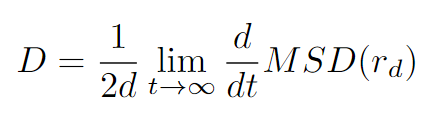 D = \frac{1}{2d} \lim_{t \to \infty} \frac{d}{dt} MSD(r_d)